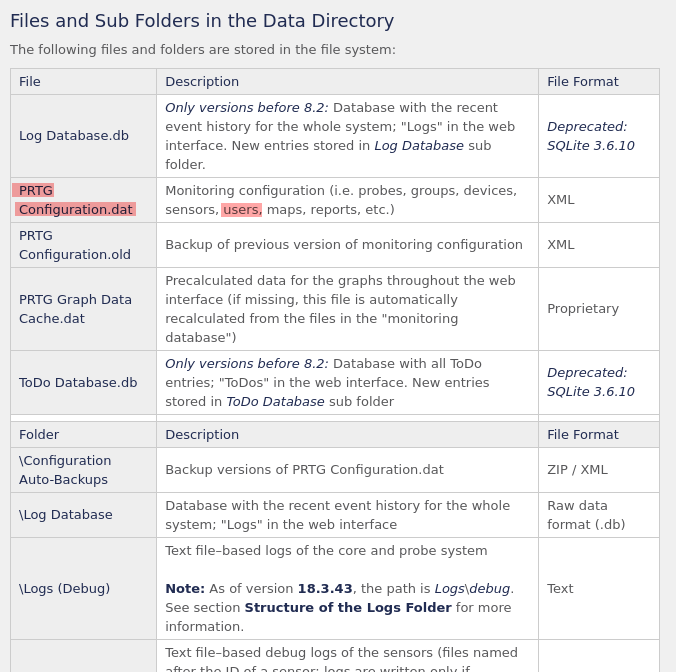 Files and Sub Folders in the Data Directory
The following files and folders are stored in the file system:
File Description File Format
Log Database.db
Only versions before 8.2: Database with the recent
event history for the whole system; "Logs" in the web
interface. New entries stored in Log Database sub
folder.
Deprecated:
SQLite 3.6.10
PRTG
Configuration.dat
Monitoring configuration (i.e. probes, groups, devices,
sensors, users, maps, reports, etc.)
XML
PRTG
Configuration.old
Backup of previous version of monitoring configuration
XML
PRTG Graph Data
Cache.dat
Precalculated data for the graphs throughout the web
interface (if missing, this file is automatically
recalculated from the files in the "monitoring
database")
Proprietary
ToDo Database.db
Only versions before 8.2: Database with all ToDo
entries; "ToDos" in the web interface. New entries
stored in ToDo Database sub folder
Deprecated:
SQLite 3.6.10
Folder Description File Format
\Configuration
Auto-Backups
Backup versions of PRTG Configuration.dat
ZIP / XML
\Log Database
Database with the recent event history for the whole
system; "Logs" in the web interface
Raw data
format (.db)
\Logs (Debug)
Text file–based logs of the core and probe system
Note: As of version 18.3.43, the path is Logs\debug.
See section Structure of the Logs Folder for more
information.
Text
Text file–based debug logs of the sensors (files named
after the ID of a sensor; logs are written only if